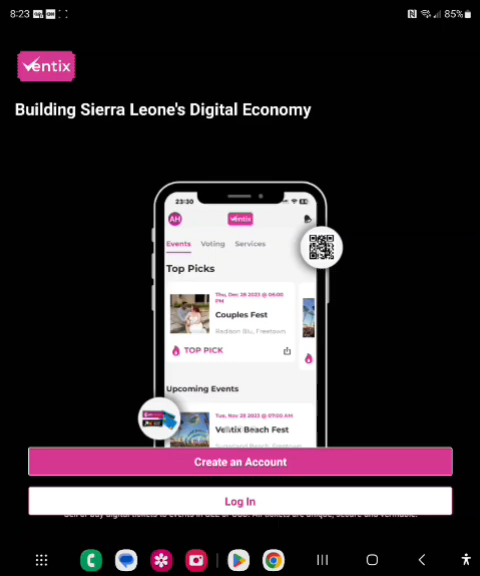 8:23
85%
Ventix
Building Sierra Leone's Digital Economy
23:30
AH
Ventix
Events Voting Services
Top Picks
Thu, Dec 28 2023 @ 06:00 PM
Couples Fest
Radison Blu, Freetown
TOP PICK
Upcoming Events
Tue, Nov 28 2023 @ 07:00 AM
Ventix Beach Fest
Create an Account
Log In